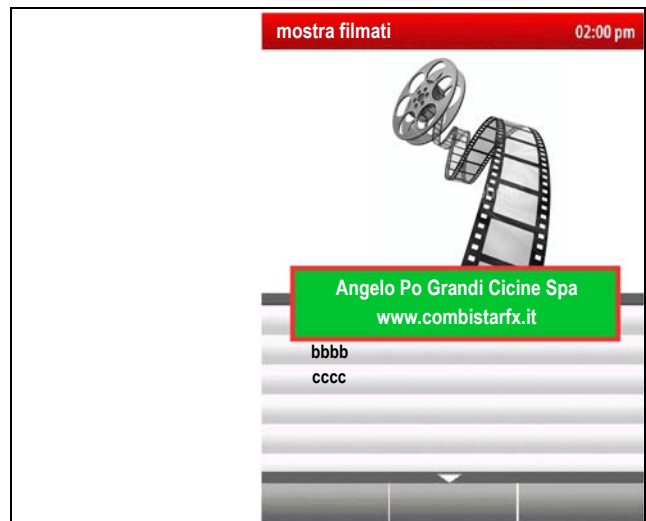 mostra filmati
02:00 pm
Angelo Po Grandi Cicine Spa
www.combistarfx.it
bbbb
cccc